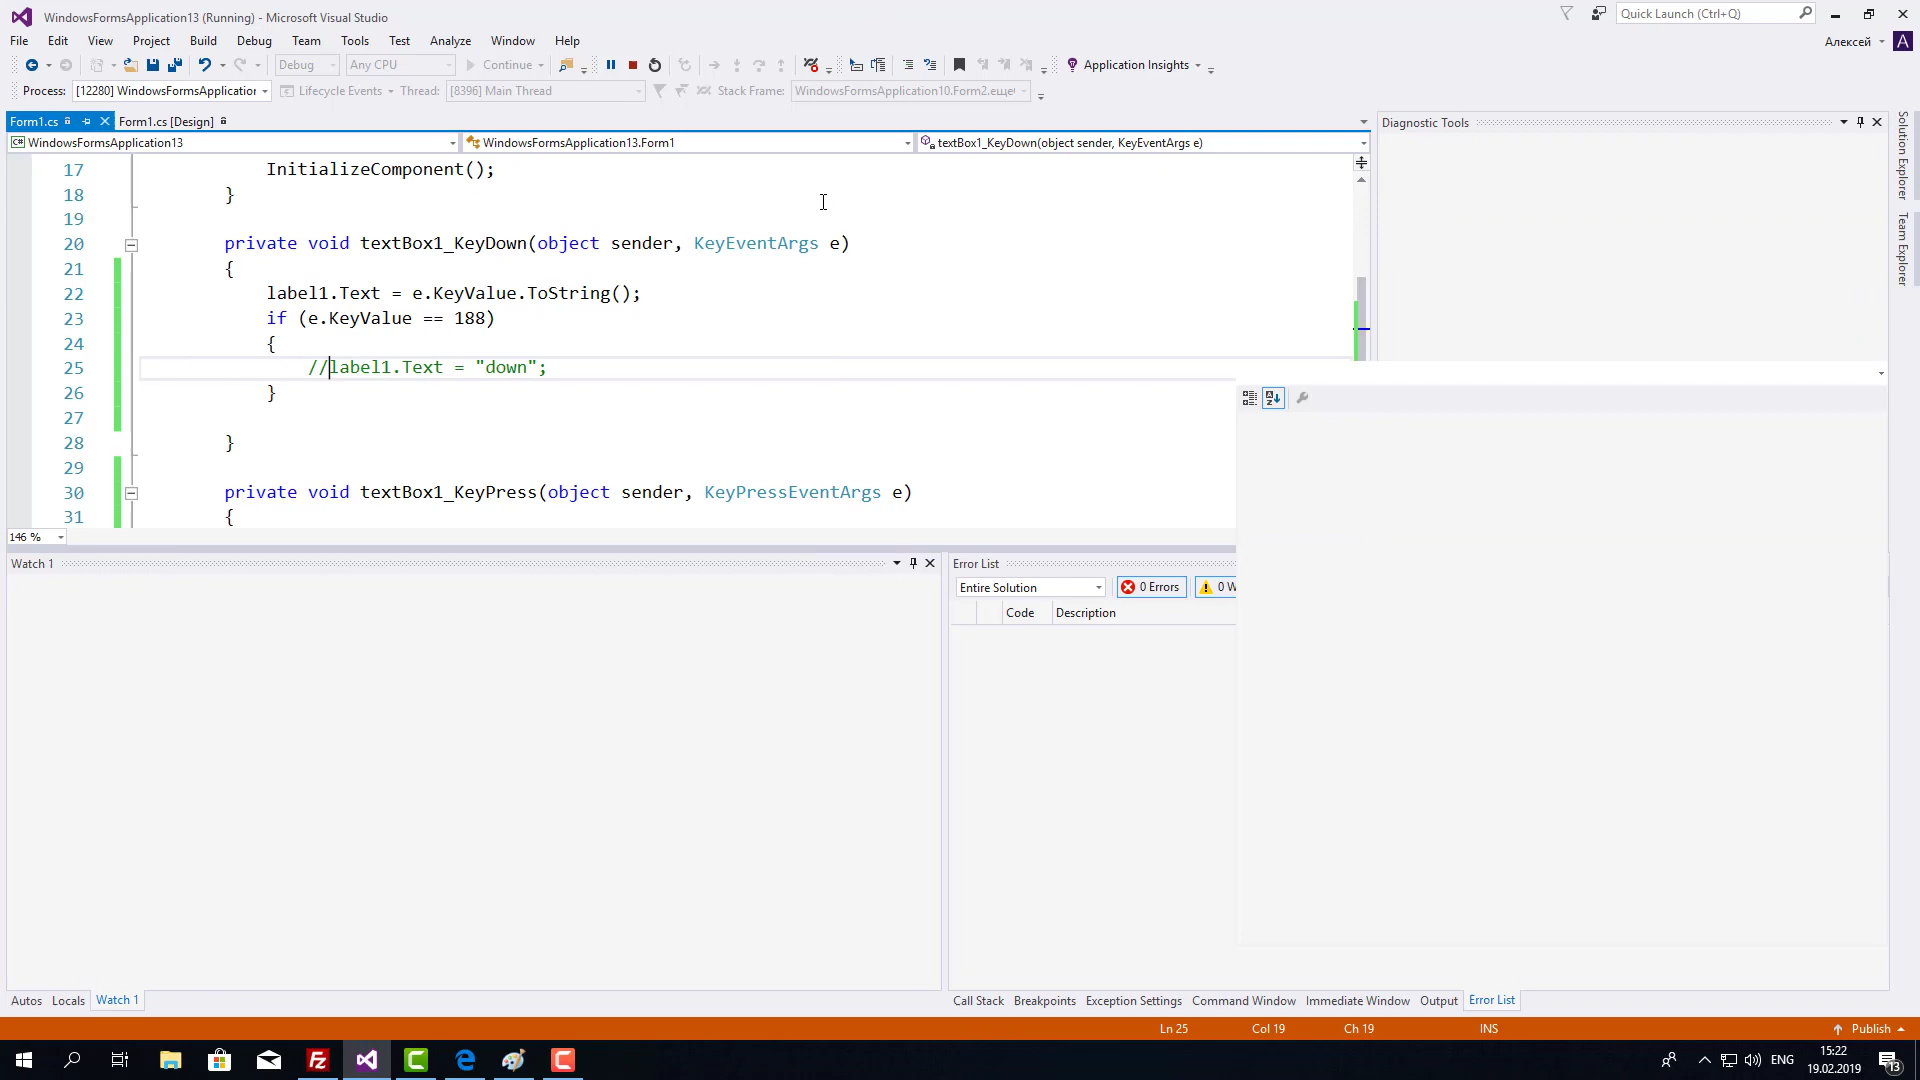 WindowsFormsApplication13 (Running) - Microsoft Visual Studio
Quick Launch (Ctrl+Q)
File Edit View Project Build Debug Team Tools Test Analyze Window Help
Алексей A
Debug Any CPU Continue Application Insights
Process: [12280] WindowsFormsApplication Lifecycle Events Thread: [8396] Main Thread Stack Frame: WindowsFormsApplication10.Form2.еще
Form1.cs Form1.cs [Design]
Diagnostic Tools
C# WindowsFormsApplication13 WindowsFormsApplication13.Form1 textBox1_KeyDown(object sender, KeyEventArgs e)
Solution Explorer
Team Explorer
17 InitializeComponent();
18 }
19
20 private void textBox1_KeyDown(object sender, KeyEventArgs e)
21 {
22 label1.Text = e.KeyValue.ToString();
23 if (e.KeyValue == 188)
24 {
25 //label1.Text = "down";
26 }
27
28 }
29
30 private void textBox1_KeyPress(object sender, KeyPressEventArgs e)
31 {
146 %
Watch 1
Error List
Entire Solution 0 Errors 0 W
Code Description
Autos Locals Watch 1
Call Stack Breakpoints Exception Settings Command Window Immediate Window Output Error List
Ln 25 Col 19 Ch 19 INS Publish
Fz C e C
ENG
15:22
19.02.2019
13